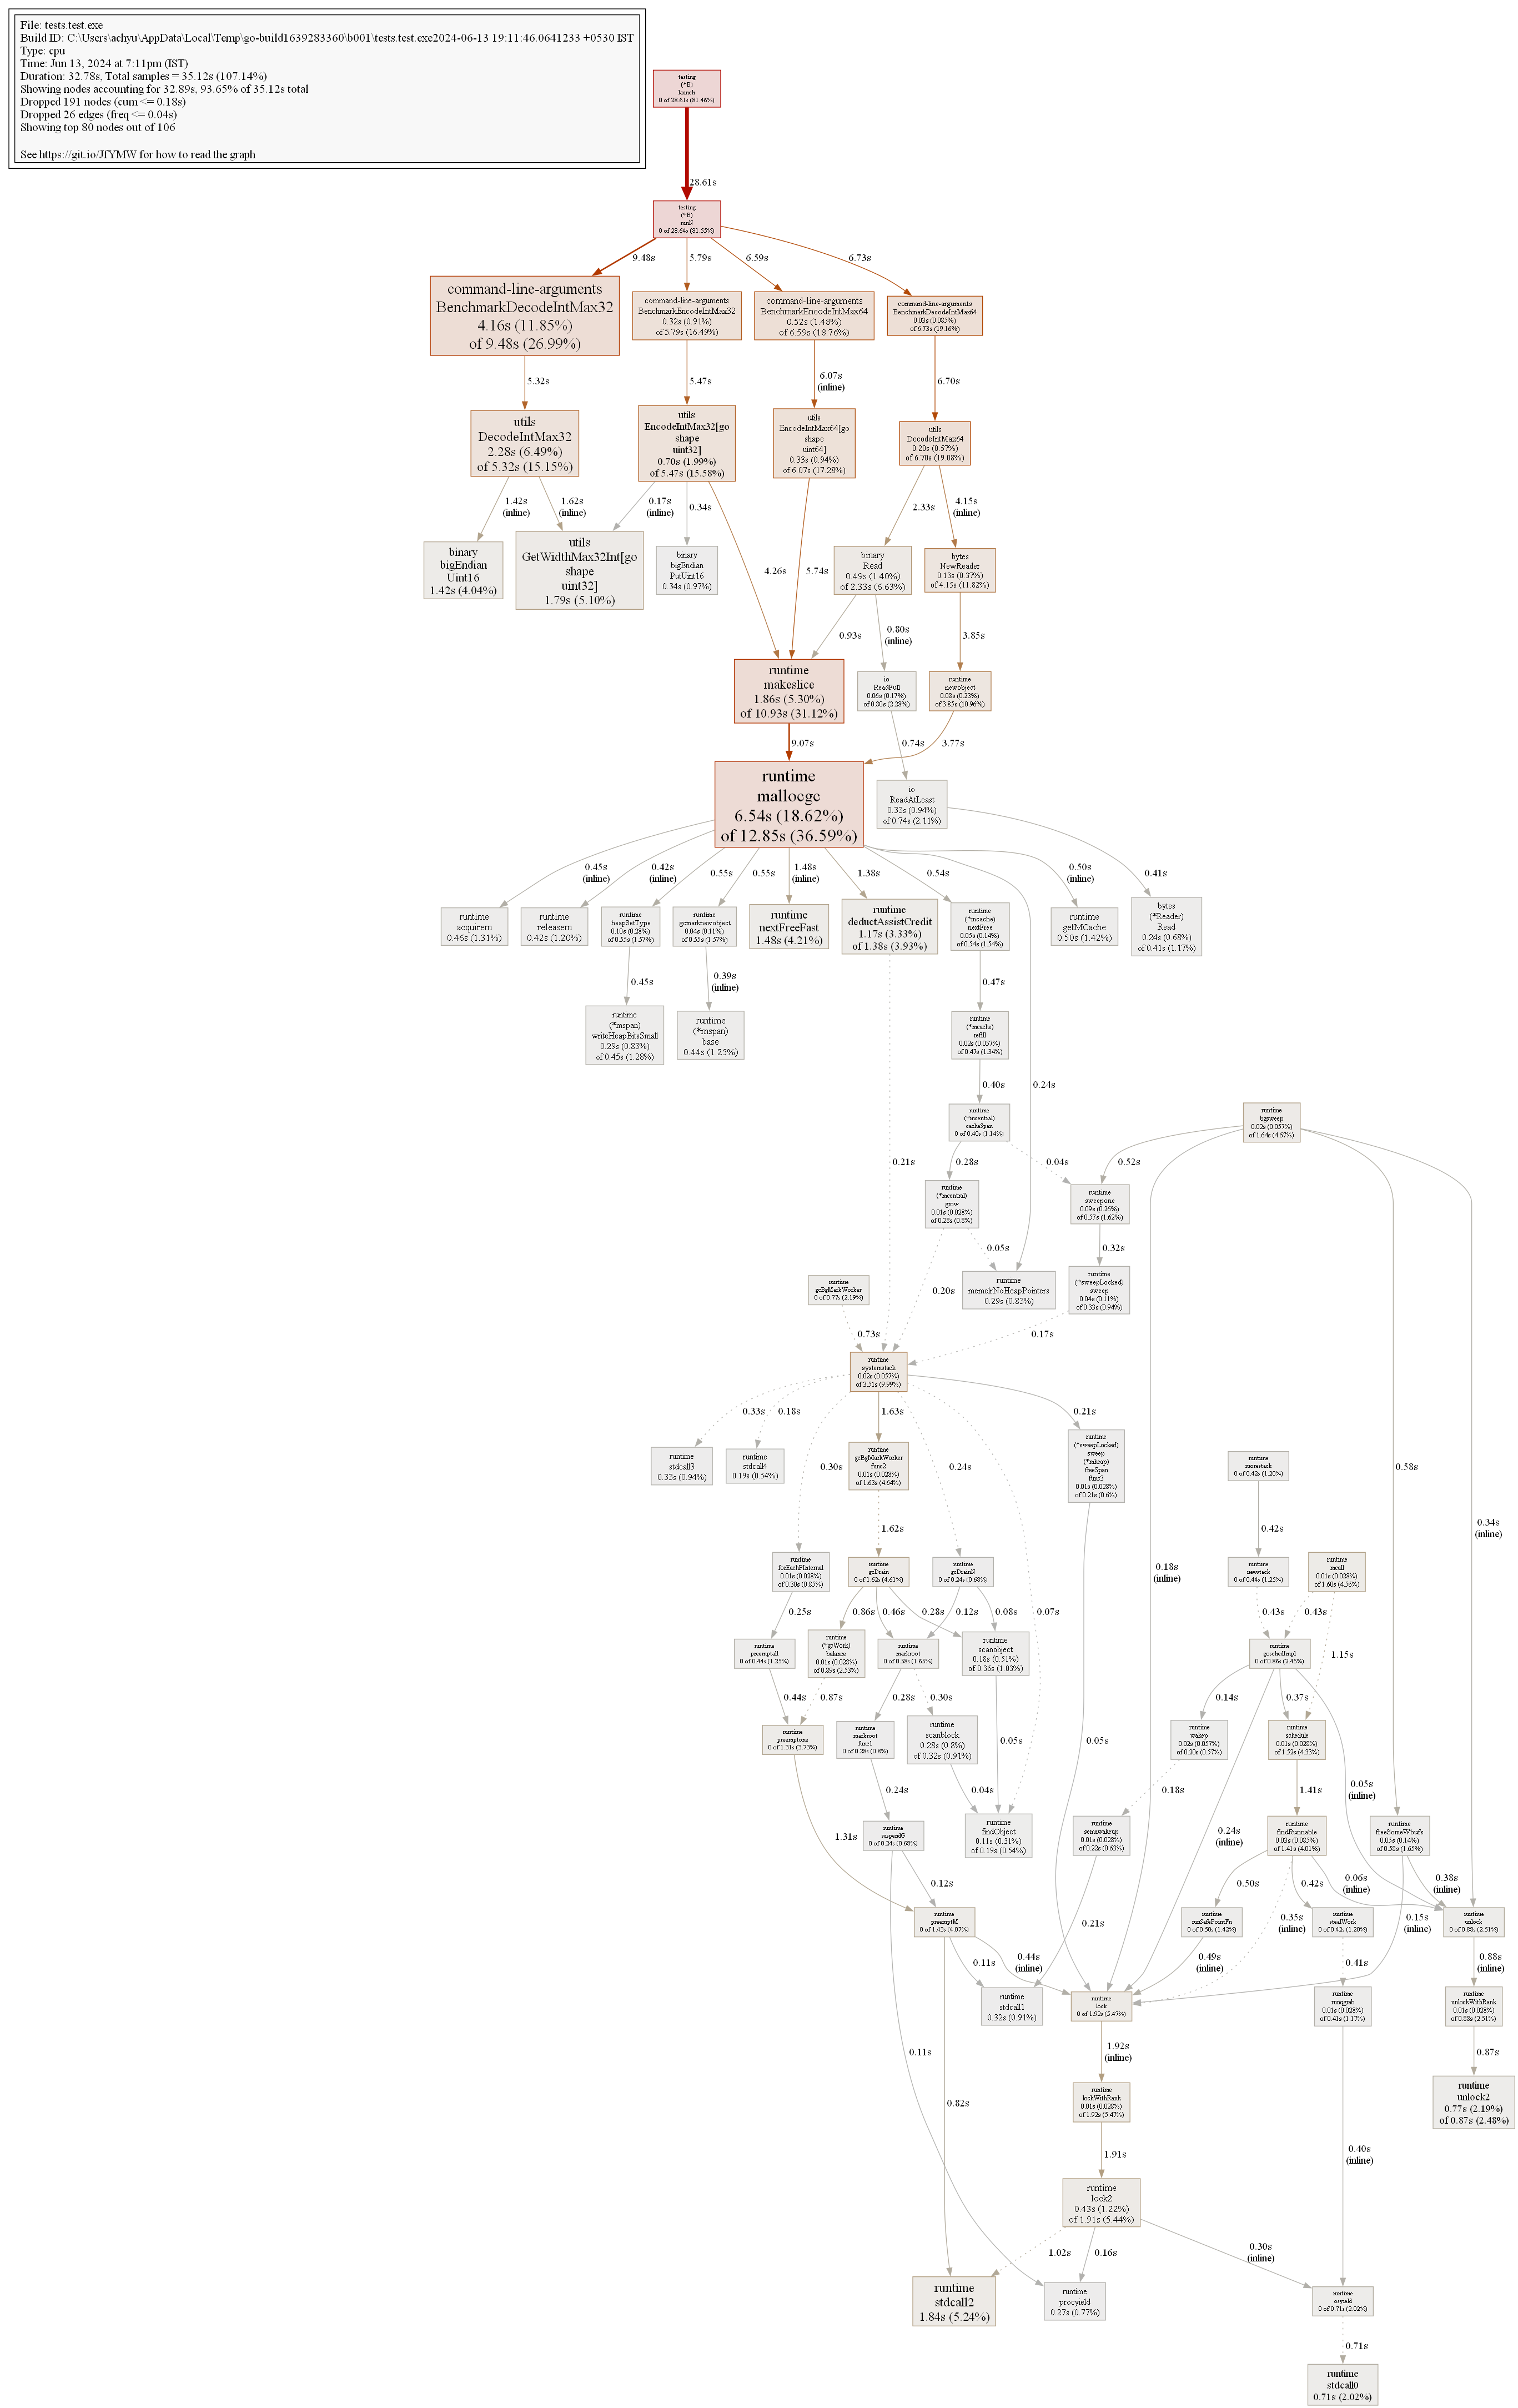 File: tests.test.exe
Build ID: C:\Users\achyu\AppData\Local\Temp\go-build1639283360\b001\tests.test.exe2024-06-13 19:11:46.0641233 +0530 IST
Type: cpu
Time: Jun 13, 2024 at 7:11pm (IST)
Duration: 32.78s, Total samples = 35.12s (107.14%)
Showing nodes accounting for 32.89s, 93.65% of 35.12s total
Dropped 191 nodes (cum <= 0.18s)
Dropped 26 edges (freq <= 0.04s)
Showing top 80 nodes out of 106
See https://git.io/JfYMW for how to read the graph
testing
(*B)
launch
0 of 28.61s (81.46%)
28.61s
testing
(*B)
runN
0 of 28.64s (81.55%)
9.48s
5.79s
6.59s
6.73s
command-line-arguments
BenchmarkDecodeIntMax32
4.16s (11.85%)
of 9.48s (26.99%)
command-line-arguments
BenchmarkEncodeIntMax32
0.32s (0.91%)
of 5.79s (16.49%)
command-line-arguments
BenchmarkEncodeIntMax64
0.52s (1.48%)
of 6.59s (18.76%)
command-line-arguments
BenchmarkDecodeIntMax64
0.03s (0.085%)
of 6.73s (19.16%)
5.32s
5.47s
6.07s
(inline)
6.70s
utils
DecodeIntMax32
2.28s (6.49%)
of 5.32s (15.15%)
utils
EncodeIntMax32[go
shape
uint32]
0.70s (1.99%)
of 5.47s (15.58%)
utils
EncodeIntMax64[go
shape
uint64]
0.33s (0.94%)
of 6.07s (17.28%)
utils
DecodeIntMax64
0.20s (0.57%)
of 6.70s (19.08%)
1.42s
(inline)
1.62s
(inline)
0.17s
(inline)
0.34s
4.26s
5.74s
2.33s
4.15s
(inline)
binary
bigEndian
Uint16
1.42s (4.04%)
utils
GetWidthMax32Int[go
shape
uint32]
1.79s (5.10%)
binary
bigEndian
PutUint16
0.34s (0.97%)
binary
Read
0.49s (1.40%)
of 2.33s (6.63%)
bytes
NewReader
0.13s (0.37%)
of 4.15s (11.82%)
0.93s
0.80s
(inline)
3.85s
runtime
makeslice
1.86s (5.30%)
of 10.93s (31.12%)
io
ReadFull
0.06s (0.17%)
of 0.80s (2.28%)
runtime
newobject
0.08s (0.23%)
of 3.85s (10.96%)
9.07s
0.74s
3.77s
runtime
mallocgc
6.54s (18.62%)
of 12.85s (36.59%)
io
ReadAtLeast
0.33s (0.94%)
of 0.74s (2.11%)
0.45s
(inline)
0.42s
(inline)
0.55s
0.55s
1.48s
(inline)
1.38s
0.54s
0.50s
(inline)
0.41s
runtime
acquirem
0.46s (1.31%)
runtime
releasem
0.42s (1.20%)
runtime
heapSetType
0.10s (0.28%)
of 0.55s (1.57%)
runtime
gcmarknewobject
0.04s (0.11%)
of 0.55s (1.57%)
runtime
nextFreeFast
1.48s (4.21%)
runtime
deductAssistCredit
1.17s (3.33%)
of 1.38s (3.93%)
runtime
(*mcache)
nextFree
0.05s (0.14%)
of 0.54s (1.54%)
runtime
getMCache
0.50s (1.42%)
bytes
(*Reader)
Read
0.24s (0.68%)
of 0.41s (1.17%)
0.45s
0.39s
(inline)
0.47s
runtime
(*mspan)
writeHeapBitsSmall
0.29s (0.83%)
of 0.45s (1.28%)
runtime
(*mspan)
base
0.44s (1.25%)
runtime
(*mcache)
refill
0.02s (0.057%)
of 0.47s (1.34%)
0.40s
0.24s
runtime
(*mcentral)
cacheSpan
0 of 0.40s (1.14%)
runtime
bgsweep
0.02s (0.057%)
of 1.64s (4.67%)
0.21s
0.28s
0.04s
0.52s
runtime
(*mcentral)
grow
0.01s (0.028%)
of 0.28s (0.8%)
runtime
sweepone
0.09s (0.26%)
of 0.57s (1.62%)
0.05s
0.32s
runtime
gcBgMarkWorker
0 of 0.77s (2.19%)
0.20s
runtime
memclrNoHeapPointers
0.29s (0.83%)
runtime
(*sweepLocked)
sweep
0.04s (0.11%)
of 0.33s (0.94%)
0.73s
0.17s
runtime
systemstack
0.02s (0.057%)
of 3.51s (9.99%)
0.33s
0.18s
1.63s
0.21s
runtime
stdcall3
0.33s (0.94%)
runtime
stdcall4
0.19s (0.54%)
0.30s
runtime
gcBgMarkWorker
func2
0.01s (0.028%)
of 1.63s (4.64%)
0.24s
runtime
(*sweepLocked)
sweep
(*mheap)
freeSpan
func3
0.01s (0.028%)
of 0.21s (0.6%)
runtime
morestack
0 of 0.42s (1.20%)
0.58s
1.62s
0.42s
0.34s
(inline)
runtime
forEachPInternal
0.01s (0.028%)
of 0.30s (0.85%)
runtime
gcDrain
0 of 1.62s (4.61%)
runtime
gcDrainN
0 of 0.24s (0.68%)
0.18s
(inline)
runtime
newstack
0 of 0.44s (1.25%)
runtime
mcall
0.01s (0.028%)
of 1.60s (4.56%)
0.25s
0.86s
0.46s
0.28s
0.12s
0.08s
0.07s
0.43s
0.43s
runtime
preemptall
0 of 0.44s (1.25%)
runtime
(*gcWork)
balance
0.01s (0.028%)
of 0.89s (2.53%)
runtime
markroot
0 of 0.58s (1.65%)
runtime
scanobject
0.18s (0.51%)
of 0.36s (1.03%)
runtime
goschedImpl
0 of 0.86s (2.45%)
1.15s
0.44s
0.87s
0.28s
0.30s
0.14s
0.37s
runtime
preemptone
0 of 1.31s (3.73%)
runtime
markroot
func1
0 of 0.28s (0.8%)
runtime
scanblock
0.28s (0.8%)
of 0.32s (0.91%)
0.05s
0.05s
runtime
wakep
0.02s (0.057%)
of 0.20s (0.57%)
runtime
schedule
0.01s (0.028%)
of 1.52s (4.33%)
0.24s
0.04s
0.18s
1.41s
0.05s
(inline)
1.31s
runtime
suspendG
0 of 0.24s (0.68%)
runtime
findObject
0.11s (0.31%)
of 0.19s (0.54%)
runtime
semawakeup
0.01s (0.028%)
of 0.22s (0.63%)
0.24s
(inline)
runtime
findRunnable
0.03s (0.085%)
of 1.41s (4.01%)
runtime
freeSomeWbufs
0.05s (0.14%)
of 0.58s (1.65%)
0.12s
0.50s
0.42s
0.06s
(inline)
0.38s
(inline)
runtime
preemptM
0 of 1.43s (4.07%)
0.21s
runtime
runSafePointFn
0.50s (1.42%)
0.35s
(inline)
runtime
stealWork
0 of 0.42s (1.20%)
0.15s
(inline)
runtime
unlock
0 of 0.88s (2.51%)
0.11s
0.44s
(inline)
0.49s
(inline)
0.41s
0.88s
(inline)
runtime
stdcall1
0.32s (0.91%)
runtime
lock
0 of 1.92s (5.47%)
runtime
runqgrab
0.01s (0.028%)
of 0.41s (1.17%)
runtime
unlockWithRank
0.01s (0.028%)
of 0.88s (2.51%)
0.11s
1.92s
(inline)
0.87s
0.82s
runtime
lockWithRank
0.01s (0.028%)
of 1.92s (5.47%)
runtime
unlock2
0.77s (2.19%)
of 0.87s (2.48%)
1.91s
0.40s
(inline)
runtime
lock2
0.43s (1.22%)
of 1.91s (5.44%)
1.02s
0.16s
0.30s
(inline)
runtime
stdcall2
1.84s (5.24%)
runtime
procyield
0.27s (0.77%)
runtime
osyield
0 of 0.71s (2.02%)
0.71s
runtime
stdcall0
0.71s (2.02%)